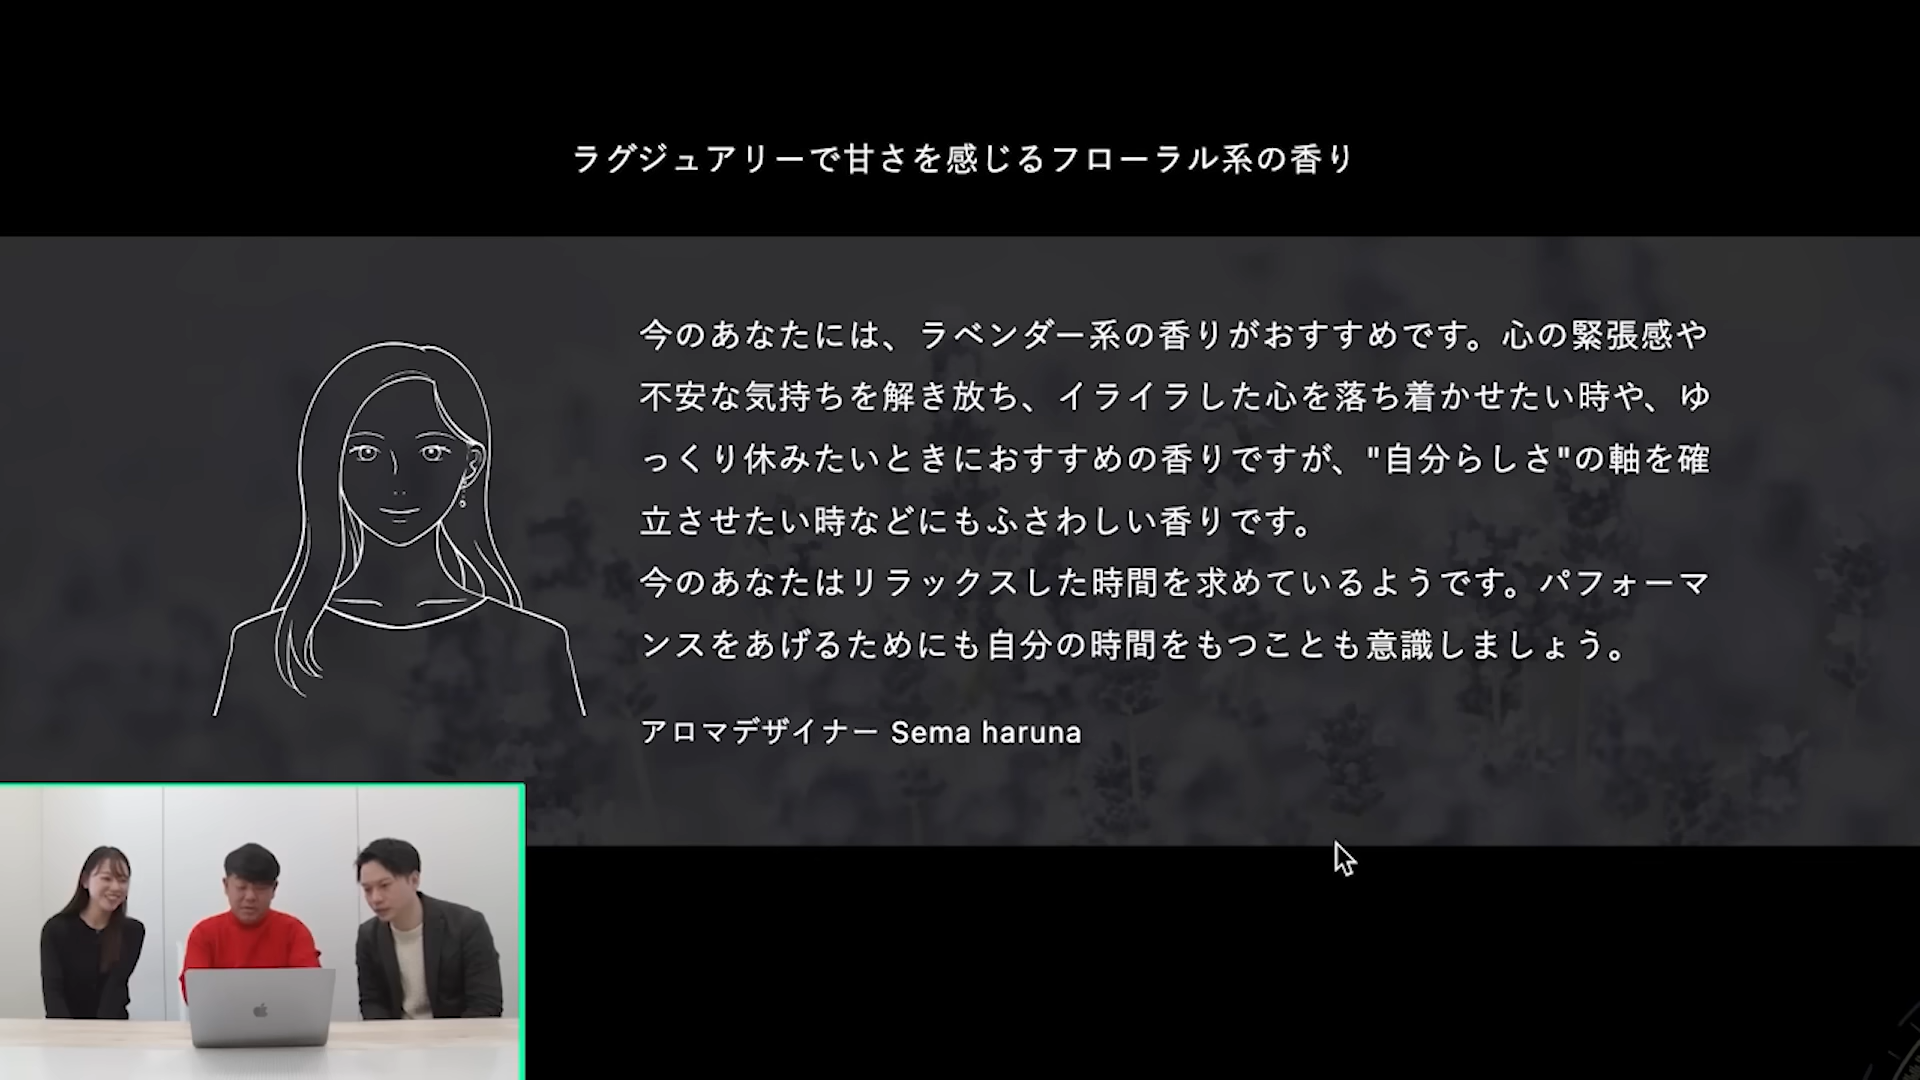 ラグジュアリーで甘さを感じるフローラル系の香り
今のあなたには、ラベンダー系の香りがおすすめです。心の緊張感や
不安な気持ちを解き放ち、イライラした心を落ち着かせたい時や、ゆ
っくり休みたいときにおすすめの香りですが、"自分らしさ"の軸を確
立させたい時などにもふさわしい香りです。
今のあなたはリラックスした時間を求めているようです。パフォーマ
ンスをあげるためにも自分の時間をもつことも意識しましょう。
アロマデザイナー Sema haruna